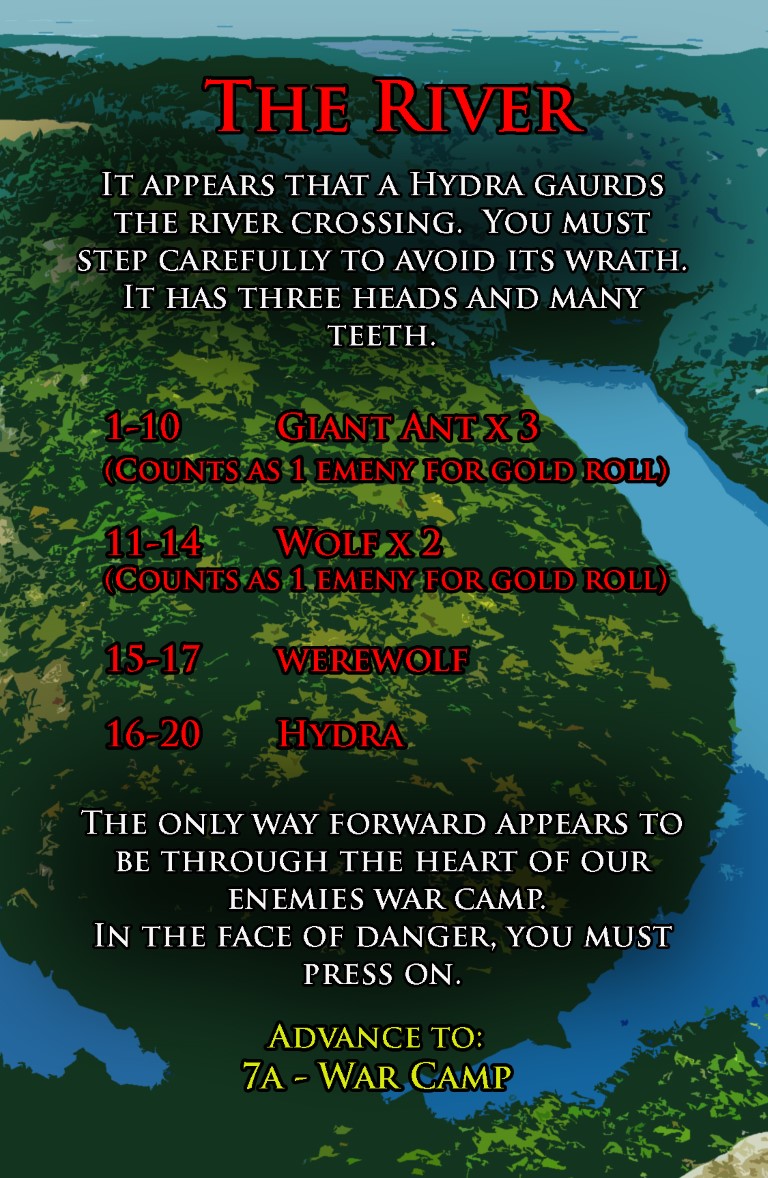 The River
It appears that a Hydra gaurds
the river crossing.  You must
step carefully to avoid its wrath.
It has three heads and many
teeth.
1-10 Giant Ant x 3
(Counts as 1 emeny for gold roll)
11-14 Wolf x 2
(Counts as 1 emeny for gold roll)
15-17 werewolf
16-20 Hydra
The only way forward appears to
be through the heart of our
enemies war camp.
In the face of danger, you must
press on.
Advance to:
7a - War Camp